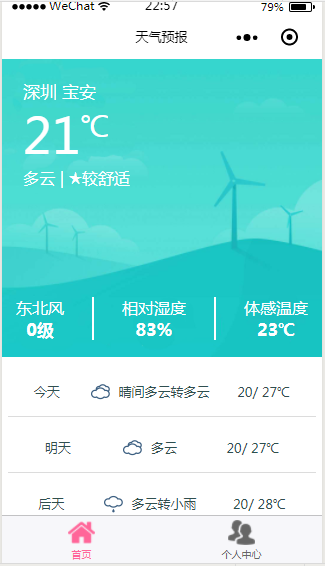 ●●●●● WeChat 22:57 79%
天气预报
深圳 宝安
21℃
多云 | ★较舒适
东北风 相对湿度 体感温度
0级 83% 23℃
今天 晴间多云转多云 20/ 27℃
明天 多云 20/ 27℃
后天 多云转小雨 20/ 28℃
首页 个人中心